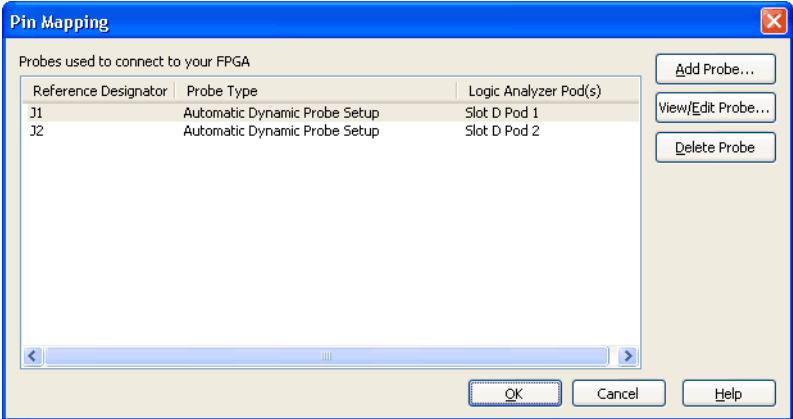 Pin Mapping
Probes used to connect to your FPGA
Reference Designator Probe Type Logic Analyzer Pod(s)
J1 Automatic Dynamic Probe Setup Slot D Pod 1
J2 Automatic Dynamic Probe Setup Slot D Pod 2
Add Probe...
View/Edit Probe...
Delete Probe
OK Cancel Help